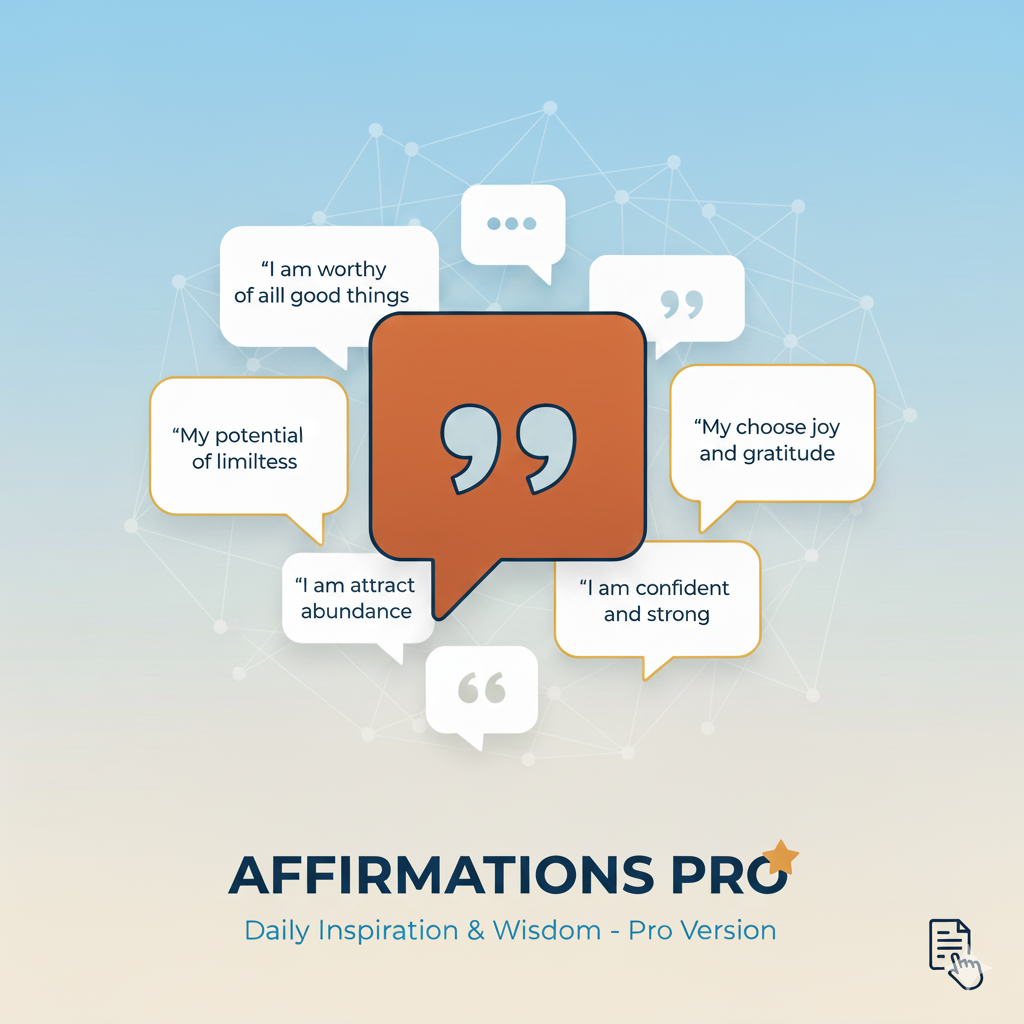 “I am worthy
of aill good things
”
“My potential
of limiltess
”
“My choose joy
and gratitude
“I am attract
abundance
“I am confident
and strong
“
AFFIRMATIONS PRO
Daily Inspiration & Wisdom - Pro Version